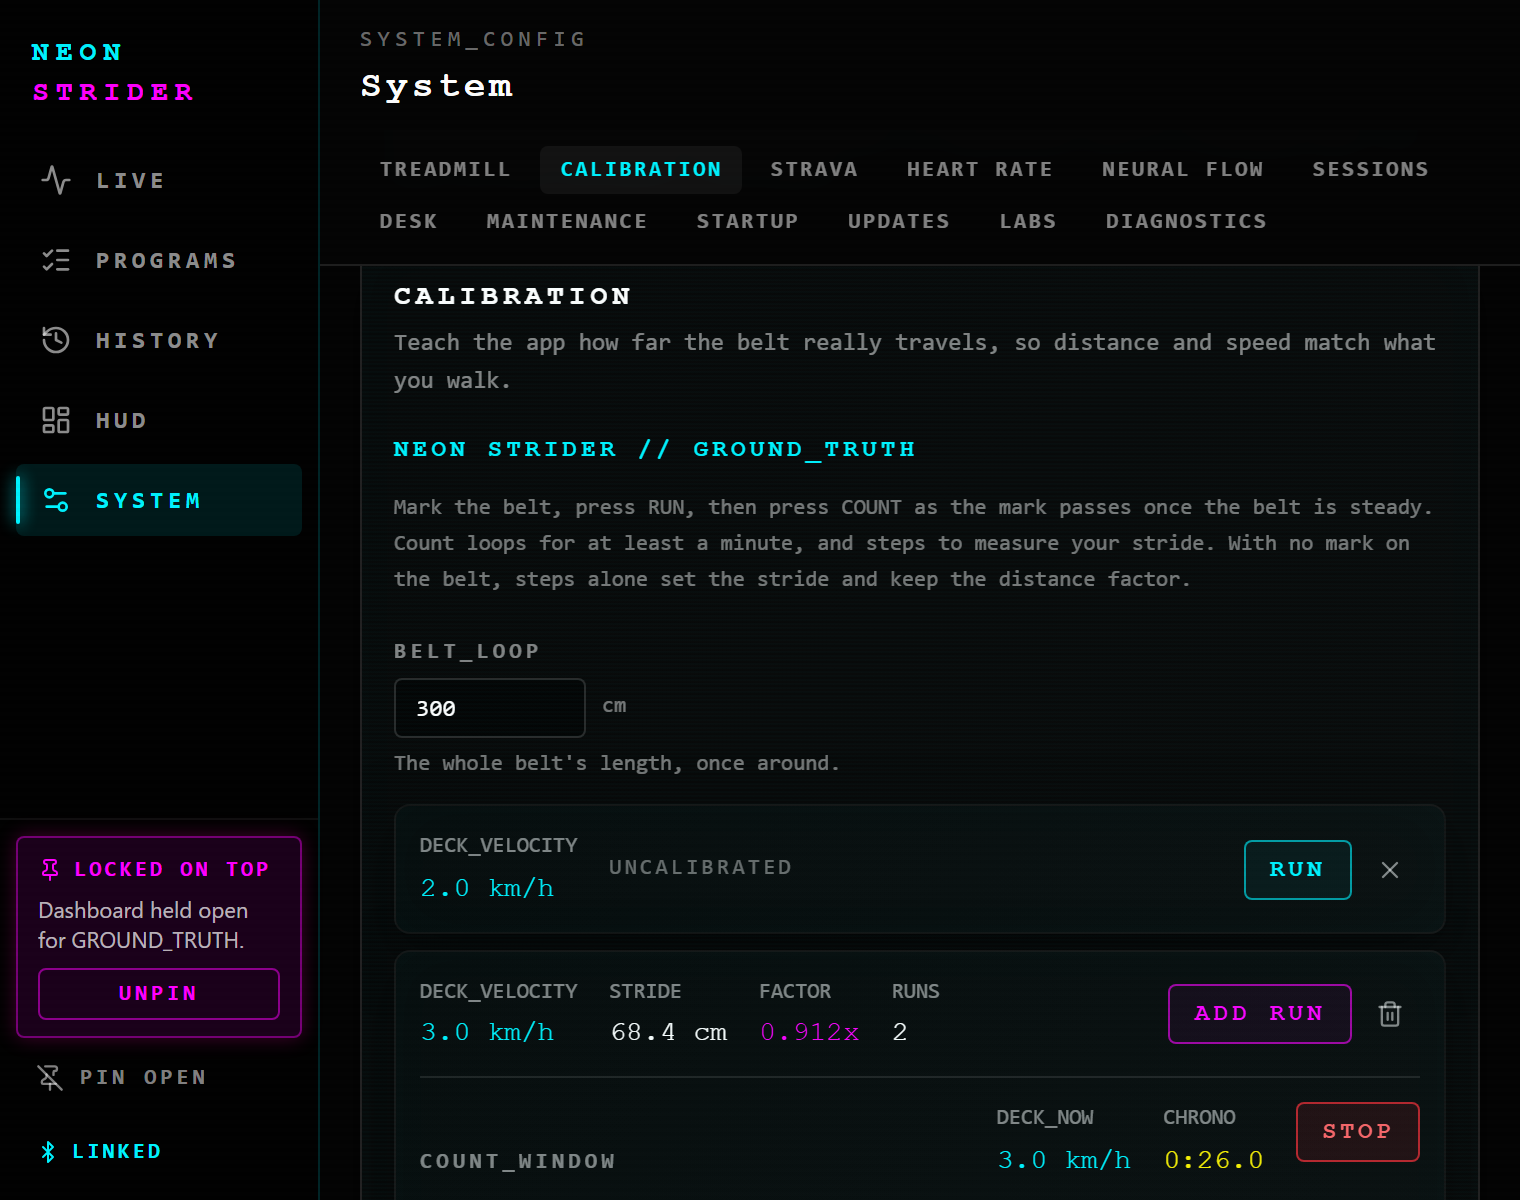 NEON
STRIDER
LIVE
PROGRAMS
HISTORY
HUD
SYSTEM
LOCKED ON TOP
Dashboard held open
for GROUND_TRUTH.
UNPIN
PIN OPEN
LINKED
SYSTEM_CONFIG
System
TREADMILL CALIBRATION STRAVA HEART RATE NEURAL FLOW SESSIONS
DESK MAINTENANCE STARTUP UPDATES LABS DIAGNOSTICS
CALIBRATION
Teach the app how far the belt really travels, so distance and speed match what
you walk.
NEON STRIDER // GROUND_TRUTH
Mark the belt, press RUN, then press COUNT as the mark passes once the belt is steady.
Count loops for at least a minute, and steps to measure your stride. With no mark on
the belt, steps alone set the stride and keep the distance factor.
BELT_LOOP
300 cm
The whole belt's length, once around.
DECK_VELOCITY
2.0 km/h
UNCALIBRATED
RUN
DECK_VELOCITY STRIDE FACTOR RUNS
3.0 km/h 68.4 cm 0.912x 2
ADD RUN
COUNT_WINDOW
DECK_NOW CHRONO
3.0 km/h 0:26.0
STOP